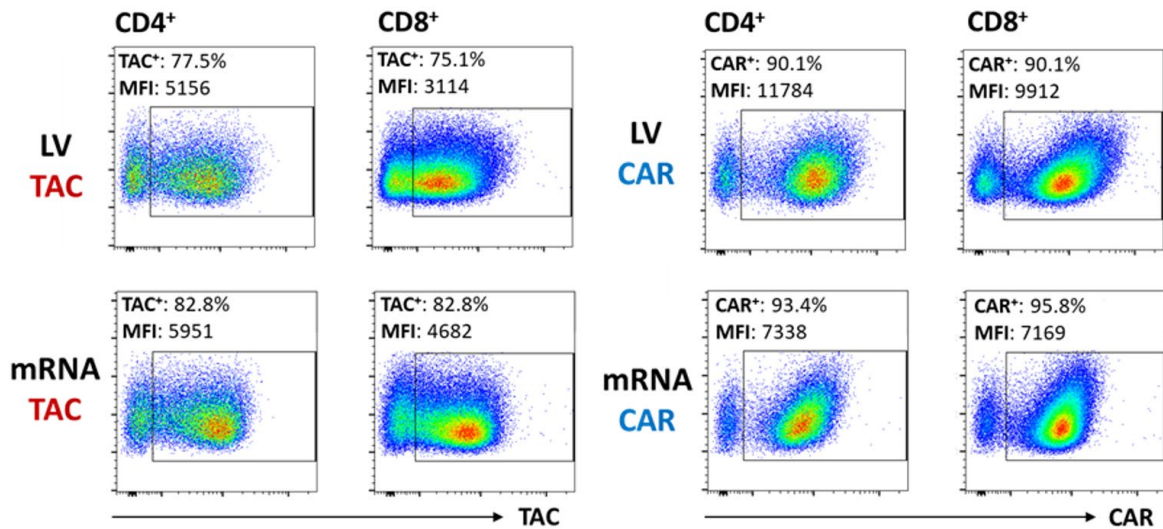 CD4⁺
CD8⁺
CD4⁺
CD8⁺
TAC⁺: 77.5%
MFI: 5156
TAC⁺: 75.1%
MFI: 3114
CAR⁺: 90.1%
MFI: 11784
CAR⁺: 90.1%
MFI: 9912
LV
TAC
LV
CAR
TAC⁺: 82.8%
MFI: 5951
TAC⁺: 82.8%
MFI: 4682
CAR⁺: 93.4%
MFI: 7338
CAR⁺: 95.8%
MFI: 7169
mRNA
TAC
mRNA
CAR
TAC
CAR